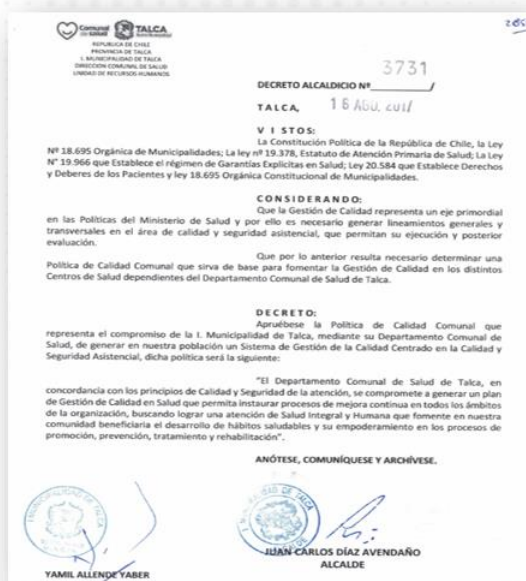 Comunal de salud TALCA
REPUBLICA DE CHILE
PROVINCIA DE TALCA
I. MUNICIPALIDAD DE TALCA
DIRECCIÓN COMUNAL DE SALUD
UNIDAD DE RECURSOS HUMANOS
3731
DECRETO ALCALDICIO Nº________/
TALCA, 16 AGO. 2017
V I S T O S:
La Constitución Política de la República de Chile, la Ley
Nº 18.695 Orgánica de Municipalidades; La ley nº 19.378, Estatuto de Atención Primaria de Salud; La Ley
N° 19.966 que Establece el régimen de Garantías Explicitas en Salud; Ley 20.584 que Establece Derechos
y Deberes de los Pacientes y ley 18.695 Orgánica Constitucional de Municipalidades.
CONSIDERANDO:
Que la Gestión de Calidad representa un eje primordial
en las Políticas del Ministerio de Salud y por ello es necesario generar lineamientos generales y
transversales en el área de calidad y seguridad asistencial, que permitan su ejecución y posterior
evaluación.
Que por lo anterior resulta necesario determinar una
Política de Calidad Comunal que sirva de base para fomentar la Gestión de Calidad en los distintos
Centros de Salud dependientes del Departamento Comunal de Salud de Talca.
DECRETO:
Apruébese la Política de Calidad Comunal que
representa el compromiso de la I. Municipalidad de Talca, mediante su Departamento Comunal de
Salud, de generar en nuestra población un Sistema de Gestión de la Calidad Centrado en la Calidad y
Seguridad Asistencial, dicha política será la siguiente:
"El Departamento Comunal de Salud de Talca, en
concordancia con los principios de Calidad y Seguridad de la atención, se compromete a generar un plan
de Gestión de Calidad en Salud que permita instaurar procesos de mejora continua en todos los ámbitos
de la organización, buscando lograr una atención de Salud Integral y Humana que fomente en nuestra
comunidad beneficiaria el desarrollo de hábitos saludables y su empoderamiento en los procesos de
promoción, prevención, tratamiento y rehabilitación".
ANÓTESE, COMUNÍQUESE Y ARCHÍVESE.
MUNICIPALIDAD DE TALCA
I. MUNICIPALIDAD DE TALCA
ALCALDE
JUAN CARLOS DÍAZ AVENDAÑO
ALCALDE
YAMIL ALLENDE YABER